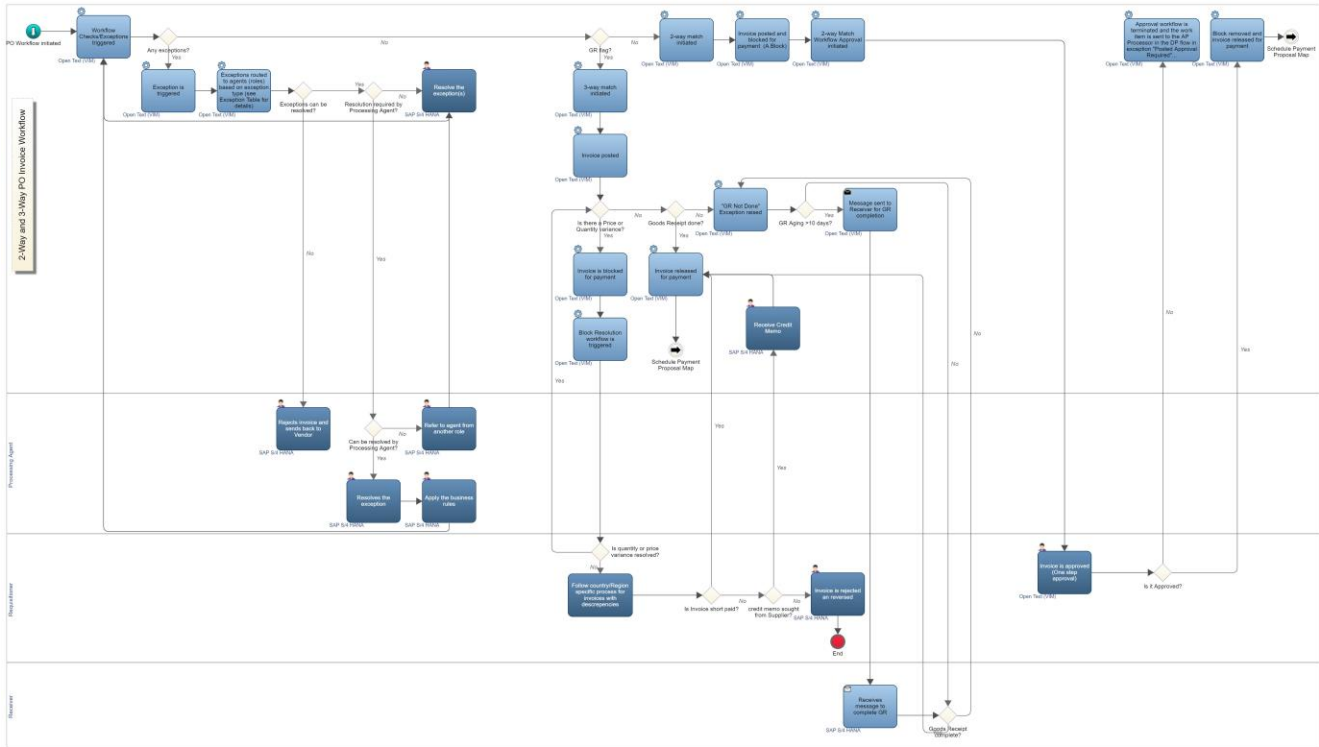 2-Way and 3-Way PO Invoice Workflow
PO Workflow initiated
Workflow
Checks/Exceptions
triggered
Open Text (VIM)
Any exceptions?
Yes
No
Exception is
triggered
Open Text (VIM)
Exceptions routed
to agents (roles)
based on exception
type (see
Exception Table for
details)
Open Text (VIM)
Exceptions can be
resolved?
Yes
No
Resolution required by
Processing Agent?
No
Yes
Resolve the
exception(s)
SAP S/4 HANA
GR flag?
No
Yes
2-way match
initiated
Open Text (VIM)
Invoice posted and
blocked for
payment (A Block)
Open Text (VIM)
2-way Match
Workflow Approval
initiated
Open Text (VIM)
3-way match
initiated
Open Text (VIM)
Invoice posted
Open Text (VIM)
Is there a Price or
Quantity variance?
No
Yes
Goods Receipt done?
No
Yes
"GR Not Done"
Exception raised
Open Text (VIM)
GR Aging >10 days?
Yes
No
Message sent to
Receiver for GR
completion
Open Text (VIM)
Invoice is blocked
for payment
Open Text (VIM)
Block Resolution
workflow is
triggered
Open Text (VIM)
Invoice released
for payment
Open Text (VIM)
Schedule Payment
Proposal Map
Receive Credit
Memo
SAP S/4 HANA
Approval workflow is
terminated and the work
item is sent to the AP
Processor in the DP flow in
exception "Posted Approval
Required"...
Open Text (VIM)
Block removed and
invoice released for
payment
Open Text (VIM)
Schedule Payment
Proposal Map
Processing Agent
Rejects invoice and
sends back to
Vendor
SAP S/4 HANA
Can be resolved by
Processing Agent?
No
Yes
Refer to agent from
another role
SAP S/4 HANA
Resolves the
exception
SAP S/4 HANA
Apply the business
rules
SAP S/4 HANA
Requisitioner
Is quantity or price
variance resolved?
Yes
No
Follow country/Region
specific process for
invoices with
descrepencies
Is Invoice short paid?
Yes
No
credit memo sought
from Supplier?
Yes
No
Invoice is rejected
an reversed
SAP S/4 HANA
End
Invoice is approved
(One step
approval)
Open Text (VIM)
Is it Approved?
No
Yes
Receiver
Receives
message to
complete GR
SAP S/4 HANA
Goods Receipt
complete?
Yes
No